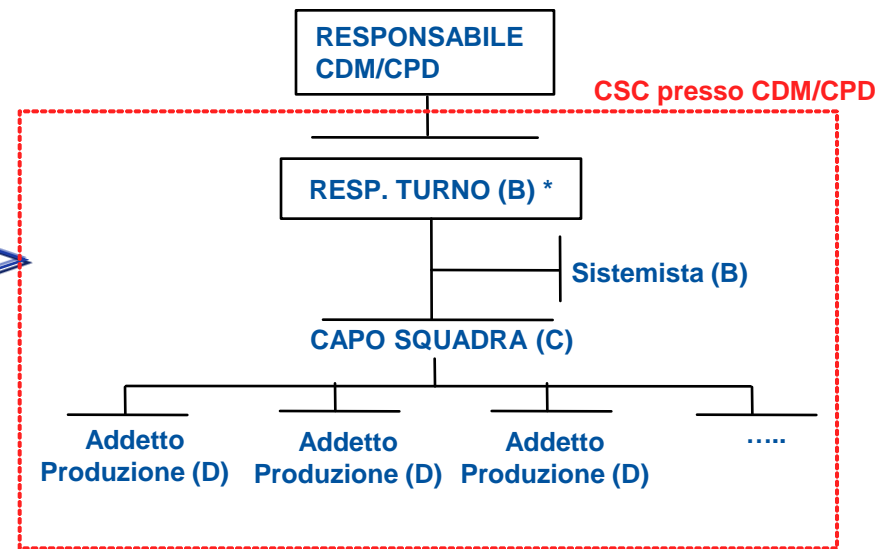 RESPONSABILE
CDM/CPD
CSC presso CDM/CPD
RESP. TURNO (B) *
Sistemista (B)
CAPO SQUADRA (C)
Addetto
Produzione (D)
Addetto
Produzione (D)
Addetto
Produzione (D)
…..